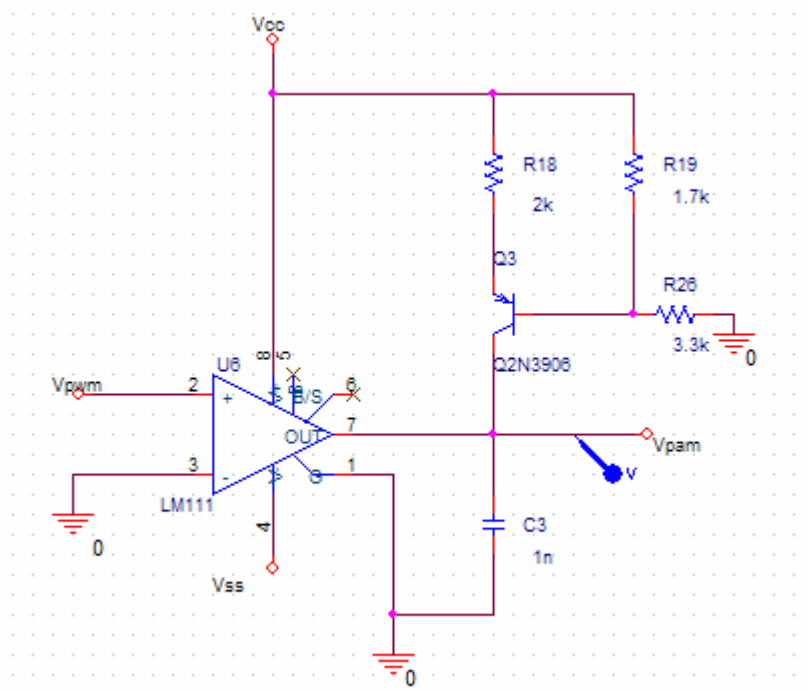 Vcc
R18
2k
R19
1.7k
Q3
R26
3.3k
0
Q2N3906
U6
8
5
6
B/S
V+
Vpwm
2
+
OUT
7
Vpam
V
3
-
G
1
LM111
V-
4
0
C3
1n
Vss
0